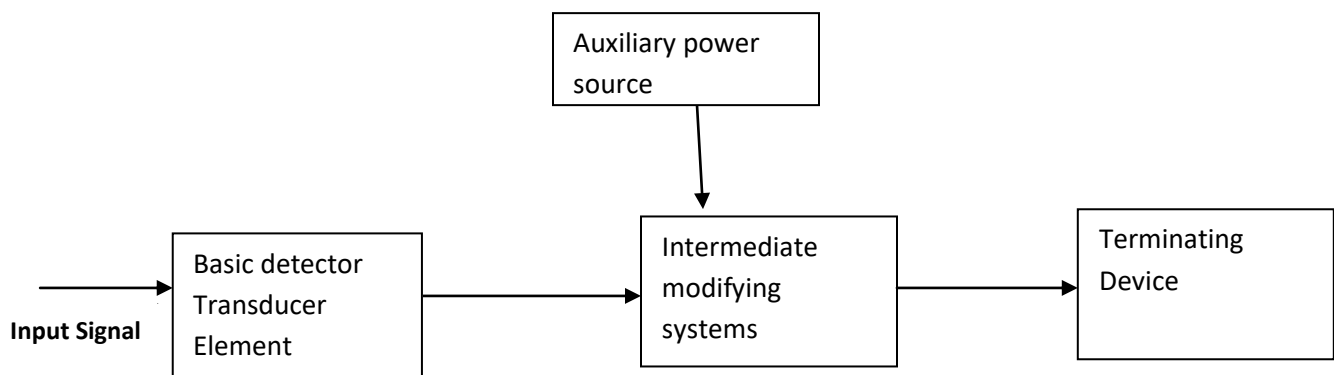 Auxiliary power
source
Input Signal
Basic detector
Transducer
Element
Intermediate
modifying
systems
Terminating
Device